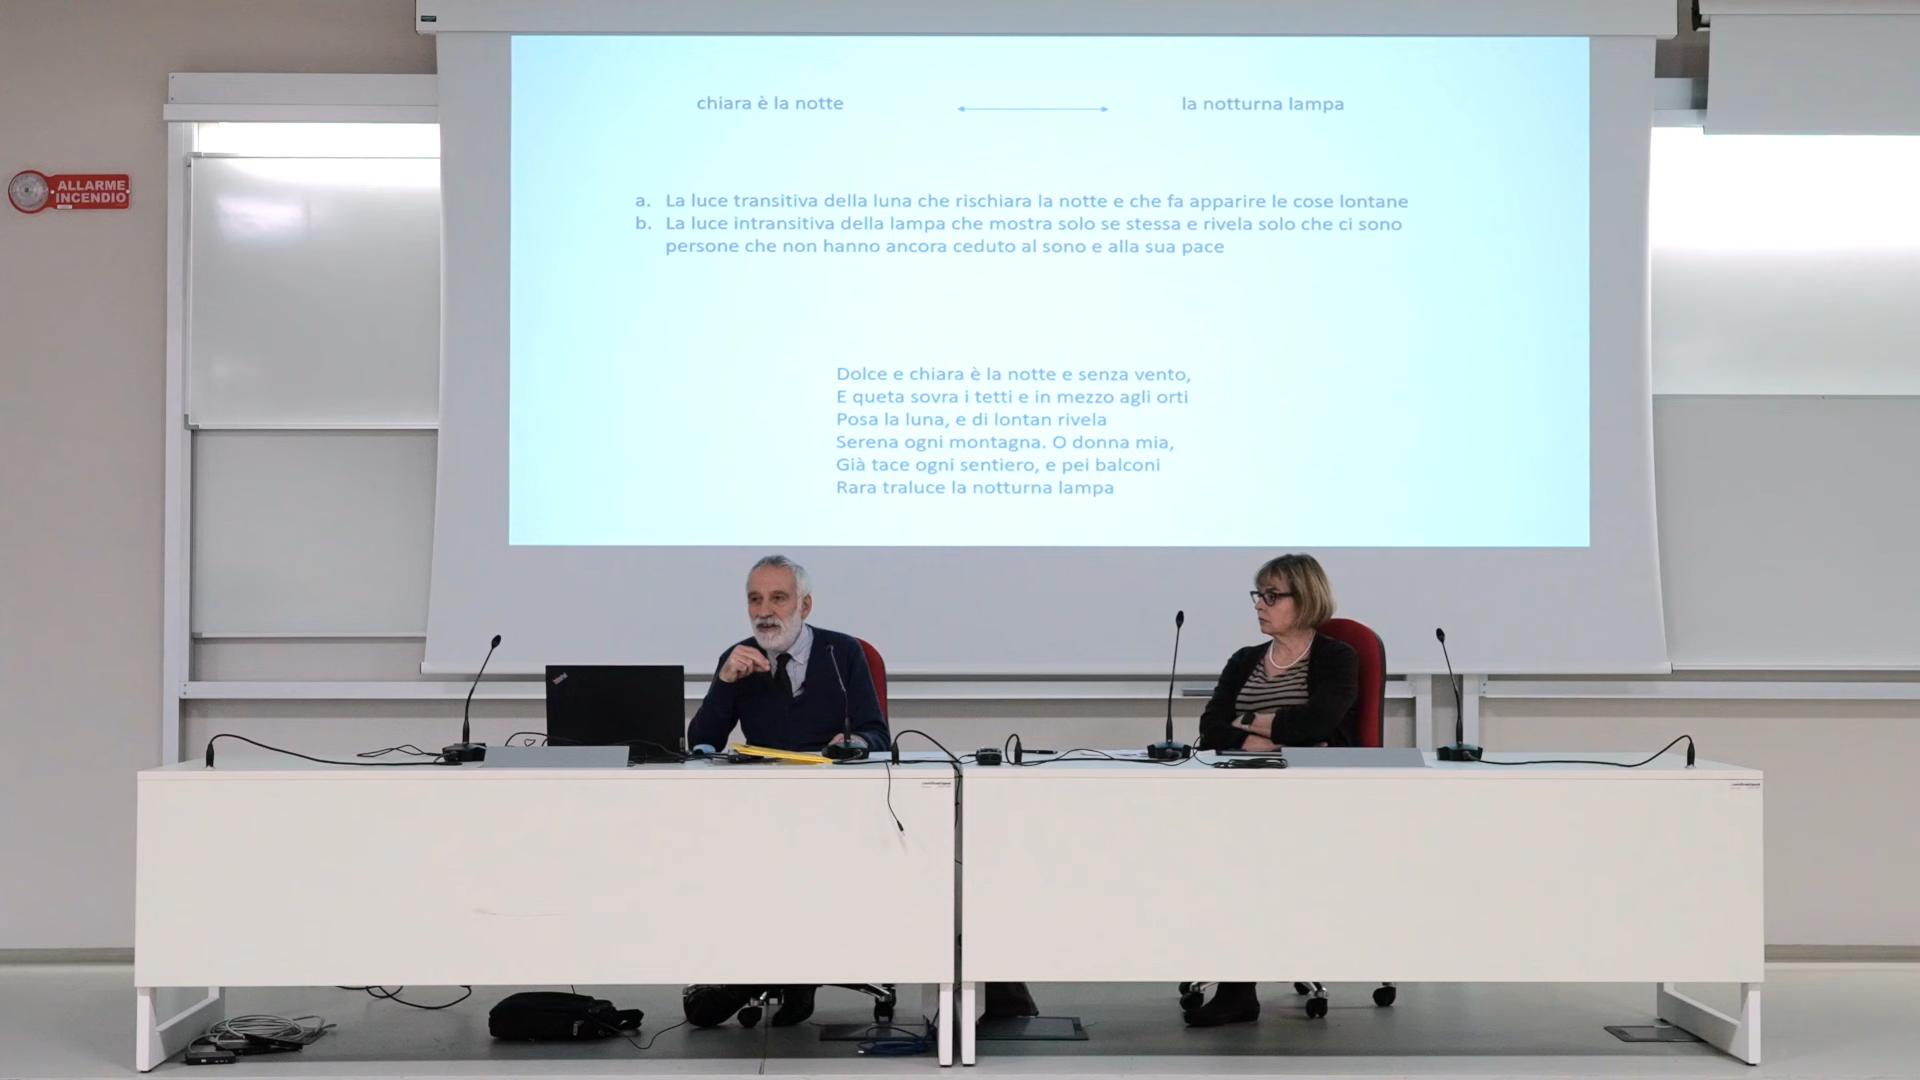 chiara è la notte
la notturna lampa
ALLARME
INCENDIO
a. La luce transitiva della luna che rischiara la notte e che fa apparire le cose lontane
b. La luce intransitiva della lampa che mostra solo se stessa e rivela solo che ci sono
persone che non hanno ancora ceduto al sono e alla sua pace
Dolce e chiara è la notte e senza vento,
E queta sovra i tetti e in mezzo agli orti
Posa la luna, e di lontan rivela
Serena ogni montagna. O donna mia,
Già tace ogni sentiero, e pei balconi
Rara traluce la notturna lampa